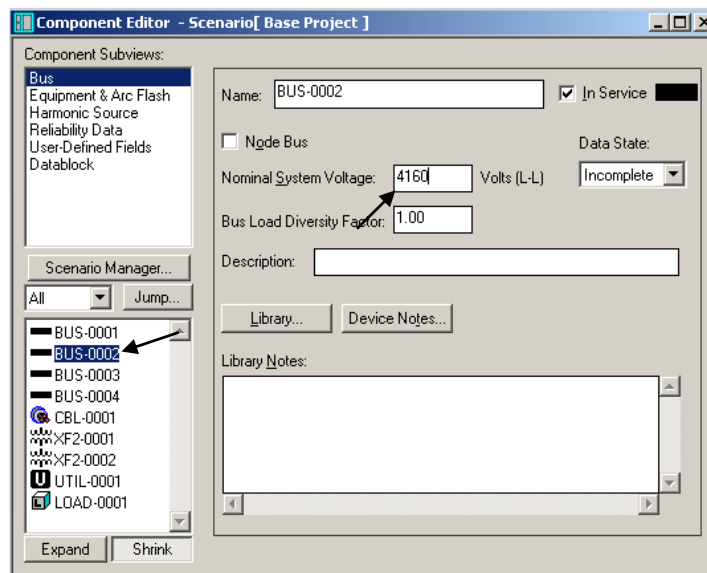 Component Editor - Scenario[ Base Project ]
Component Subviews:
Bus
Equipment & Arc Flash
Harmonic Source
Reliability Data
User-Defined Fields
Datablock
Scenario Manager...
All
Jump...
BUS-0001
BUS-0002
BUS-0003
BUS-0004
CBL-0001
XF2-0001
XF2-0002
U UTIL-0001
LOAD-0001
Expand
Shrink
Name: BUS-0002
In Service
Node Bus
Data State:
Nominal System Voltage: 4160 Volts (L-L)
Incomplete
Bus Load Diversity Factor: 1.00
Description:
Library...
Device Notes...
Library Notes: